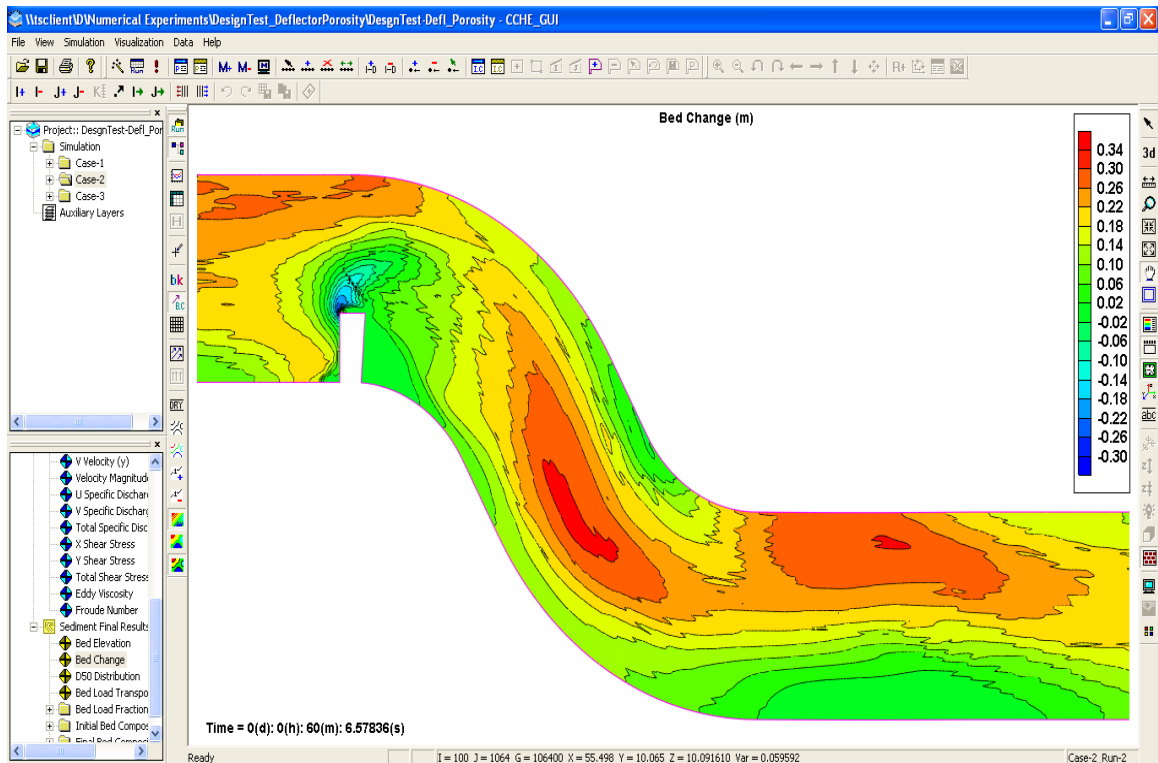 \\tsclient\D\Numerical Experiments\DesignTest_DeflectorPorosity\DesgnTest-Defl_Porosity - CCHE_GUI
File View Simulation Visualization Data Help
Project:: DesgnTest-Defl_Por
Simulation
Case-1
Case-2
Case-3
Auxiliary Layers
V Velocity (y)
Velocity Magnitud
U Specific Dischar
V Specific Discharg
Total Specific Disc
X Shear Stress
Y Shear Stress
Total Shear Stress
Eddy Viscosity
Froude Number
Sediment Final Results
Bed Elevation
Bed Change
D50 Distribution
Bed Load Transpo
Bed Load Fraction
Initial Bed Compos
Final Bed Composi
Run
bk
B.C
DRY
Bed Change (m)
0.34
0.30
0.26
0.22
0.18
0.14
0.10
0.06
0.02
-0.02
-0.06
-0.10
-0.14
-0.18
-0.22
-0.26
-0.30
3d
abc
Time = 0(d): 0(h): 60(m): 6.57836(s)
Ready
I = 100 J = 1064 G = 106400 X = 55.498 Y = 10.065 Z = 10.091610 Var = 0.059592
Case-2 Run-2